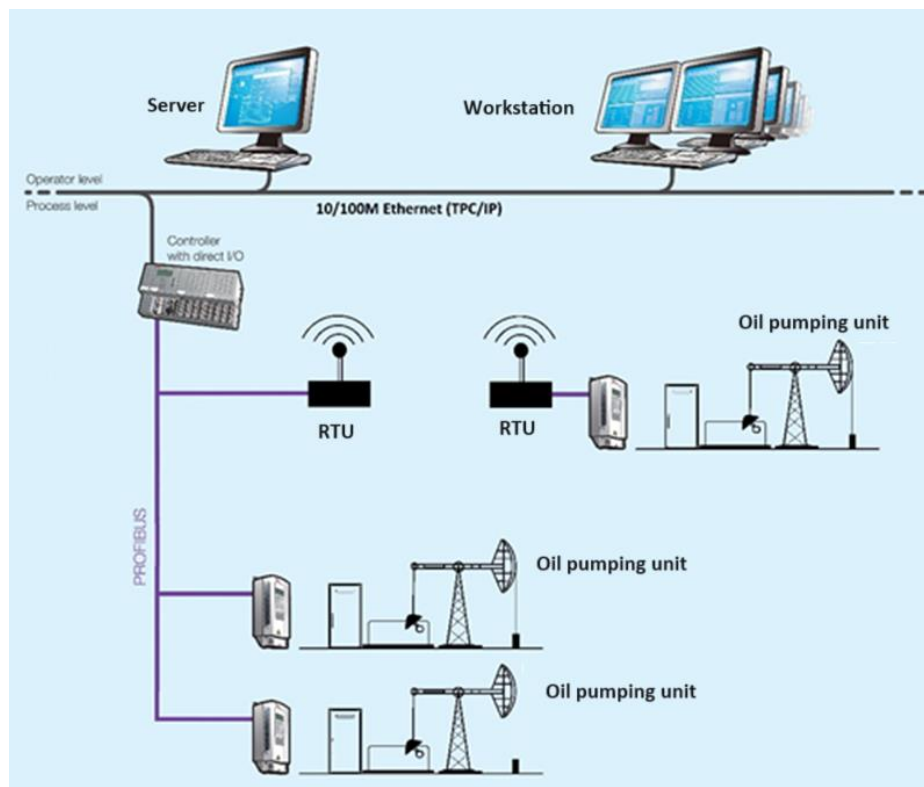 Server
Workstation
Operator level
Process level
10/100M Ethernet (TPC/IP)
Controller
with direct I/O
Oil pumping unit
RTU
RTU
PROFIBUS
Oil pumping unit
Oil pumping unit